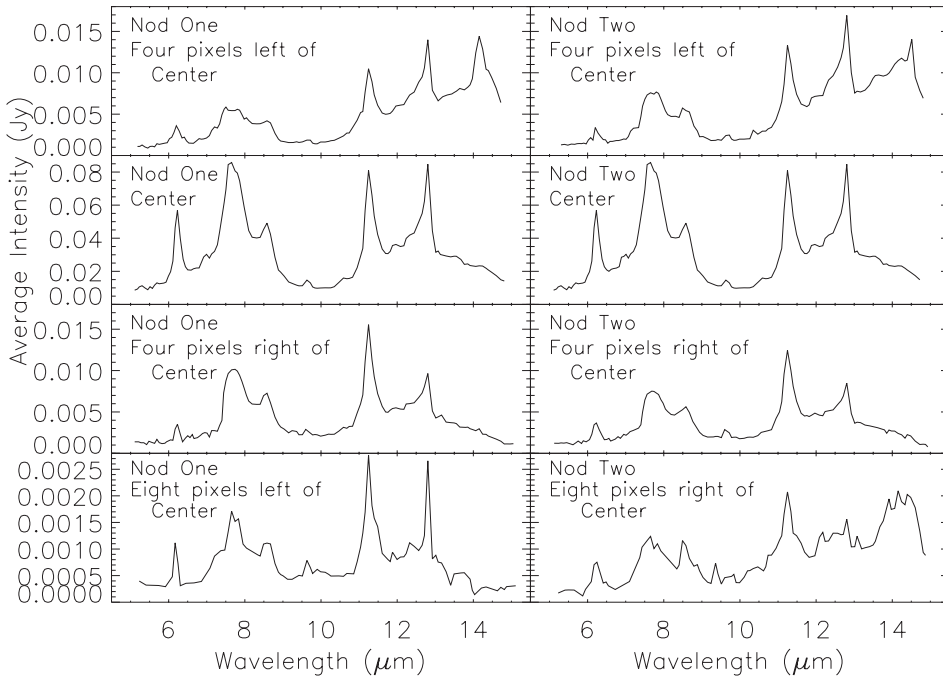 Nod One
Four pixels left of
Center
Nod Two
Four pixels left of
Center
0.015
0.010
0.005
0.000
Nod One
Center
Nod Two
Center
0.08
0.06
0.04
0.02
0.00
Nod One
Four pixels right of
Center
Nod Two
Four pixels right of
Center
0.015
0.010
0.005
0.000
Nod One
Eight pixels left of
Center
Nod Two
Eight pixels right of
Center
0.0025
0.0020
0.0015
0.0010
0.0005
0.0000
Average Intensity (Jy)
6 8 10 12 14
6 8 10 12 14
Wavelength (μm)
Wavelength (μm)